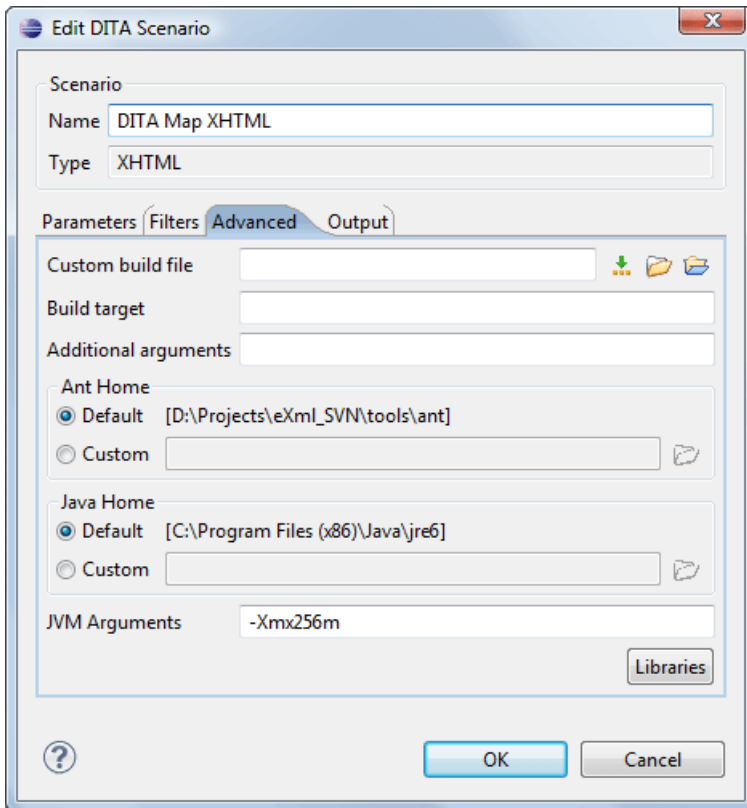 Edit DITA Scenario
Scenario
Name DITA Map XHTML
Type XHTML
Parameters Filters Advanced Output
Custom build file
Build target
Additional arguments
Ant Home
Default [D:\Projects\eXml_SVN\tools\ant]
Custom
Java Home
Default [C:\Program Files (x86)\Java\jre6]
Custom
JVM Arguments -Xmx256m
Libraries
? OK Cancel